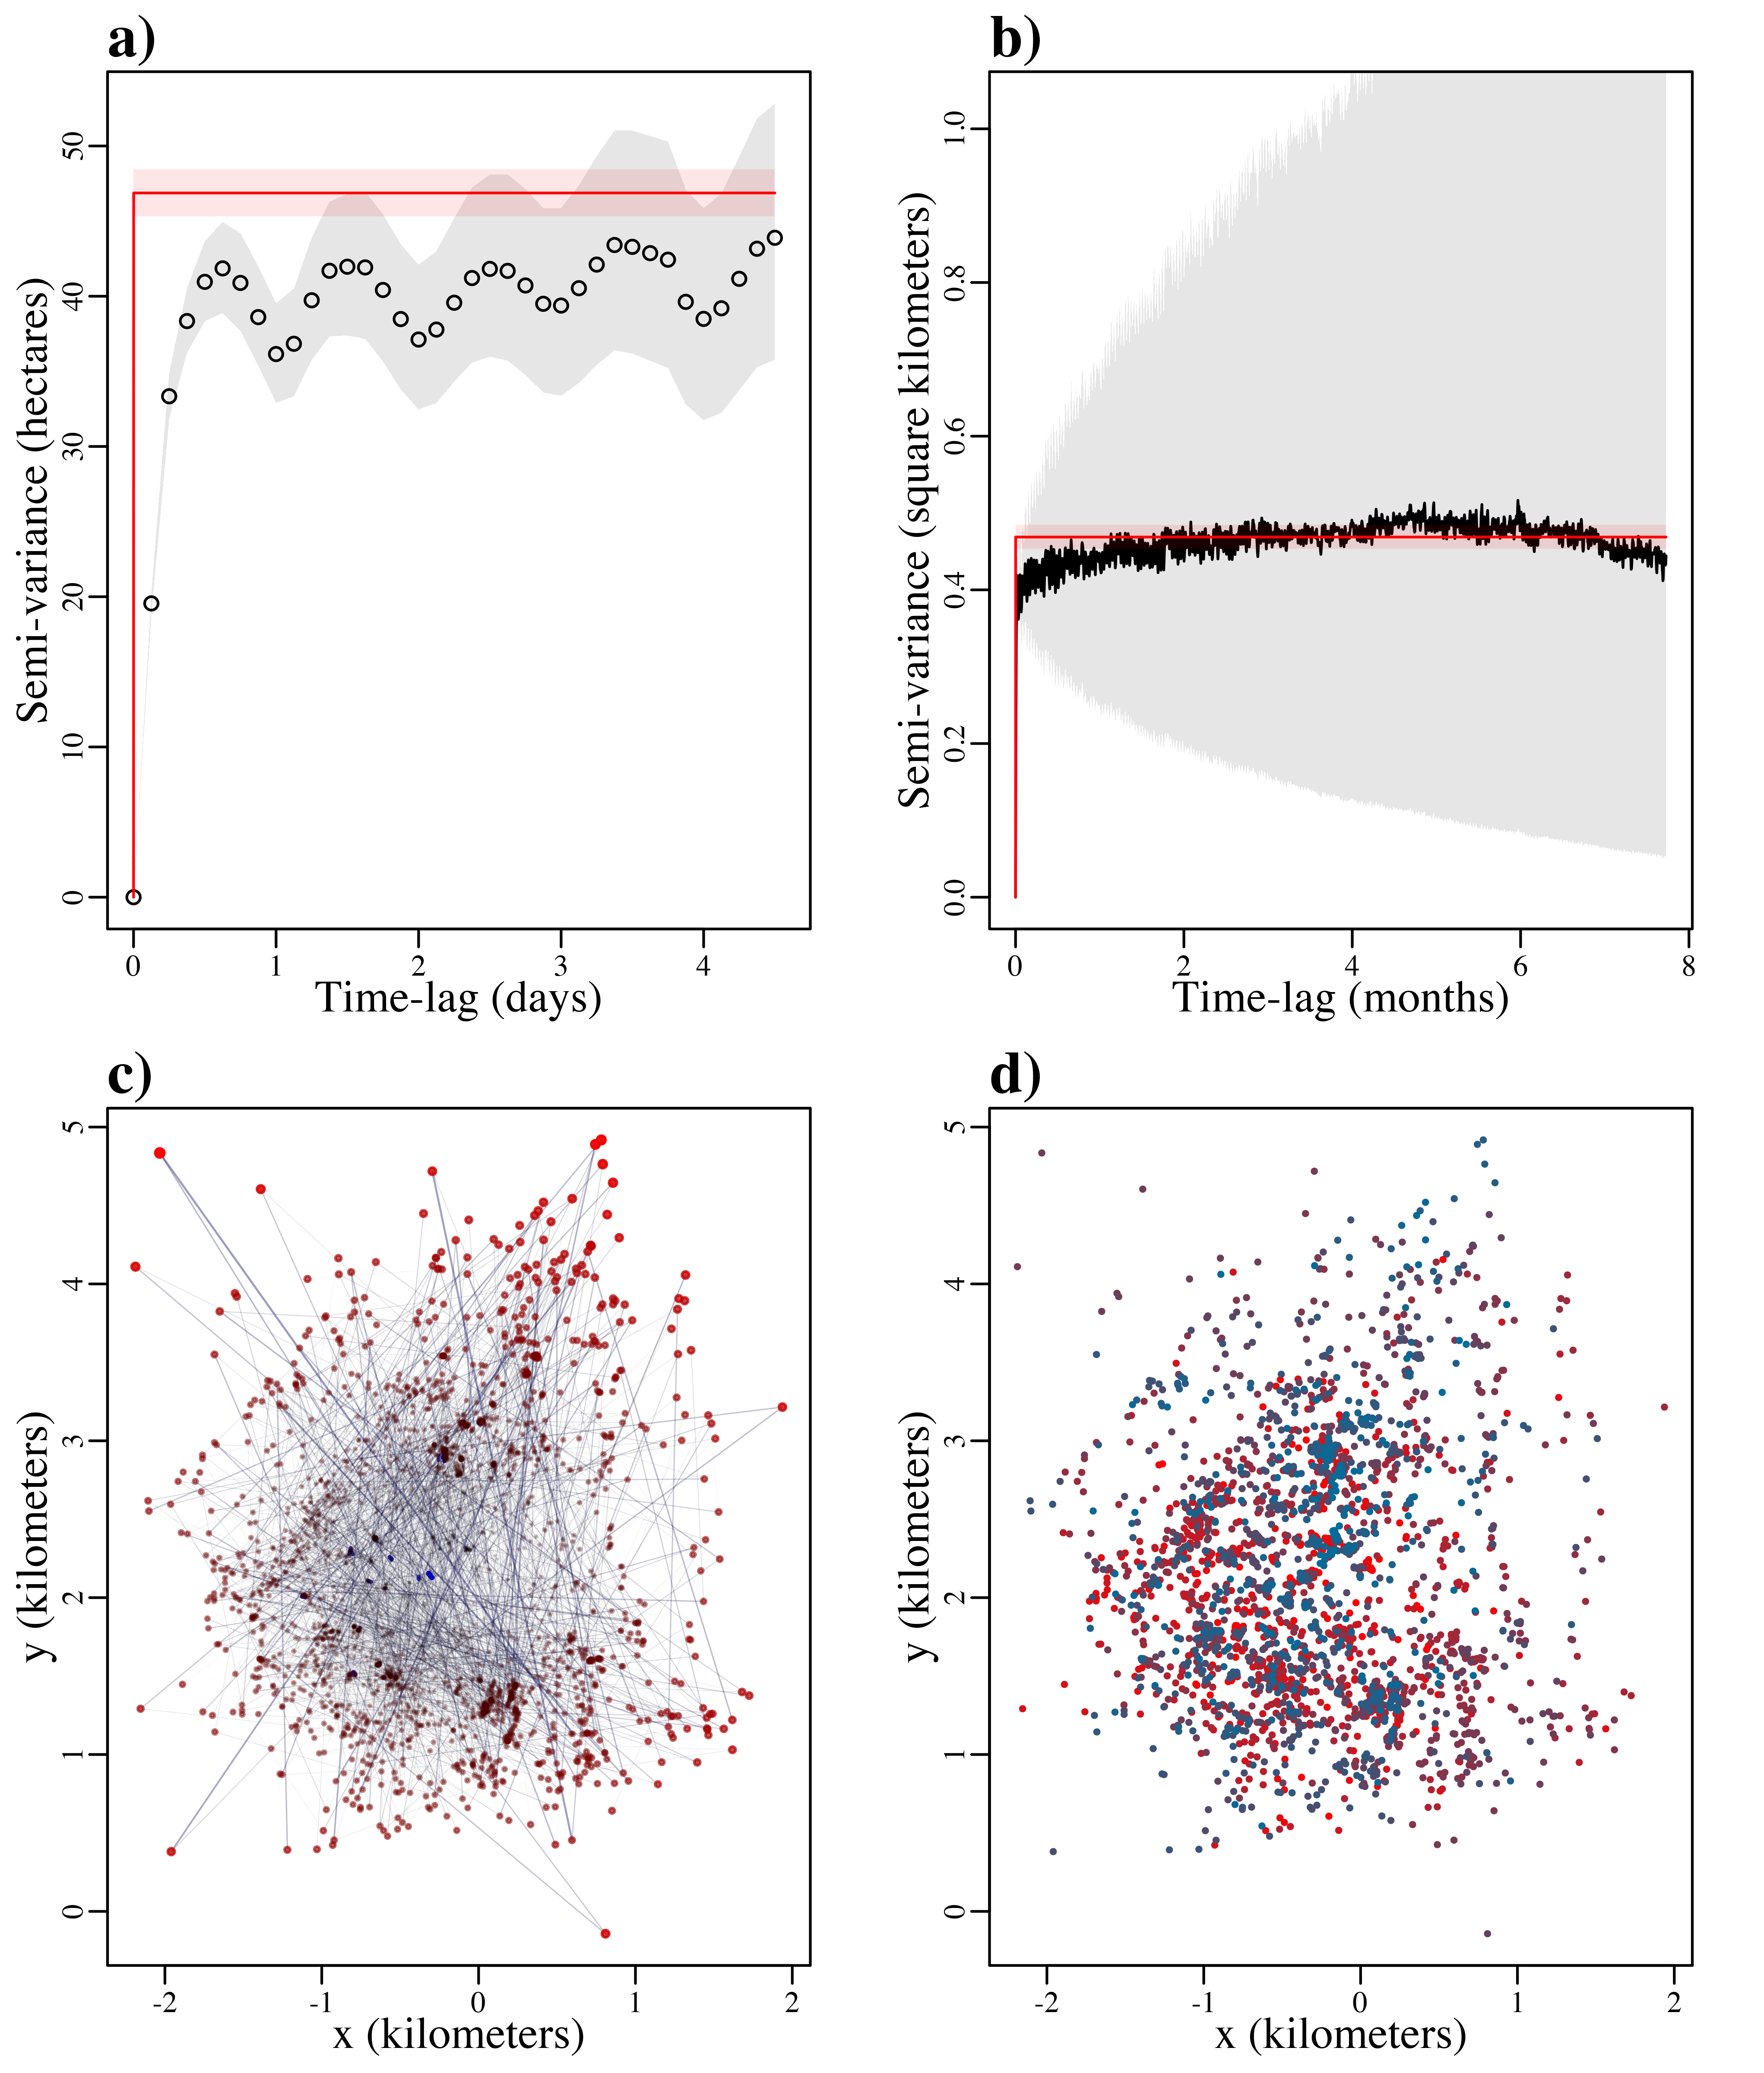 a)
Semi-variance (hectares)
50
40
30
20
10
0
0 1 2 3 4
Time-lag (days)
b)
Semi-variance (square kilometers)
1.0
0.8
0.6
0.4
0.2
0.0
0 2 4 6 8
Time-lag (months)
c)
y (kilometers)
5
4
3
2
1
0
-2 -1 0 1 2
x (kilometers)
d)
y (kilometers)
5
4
3
2
1
0
-2 -1 0 1 2
x (kilometers)